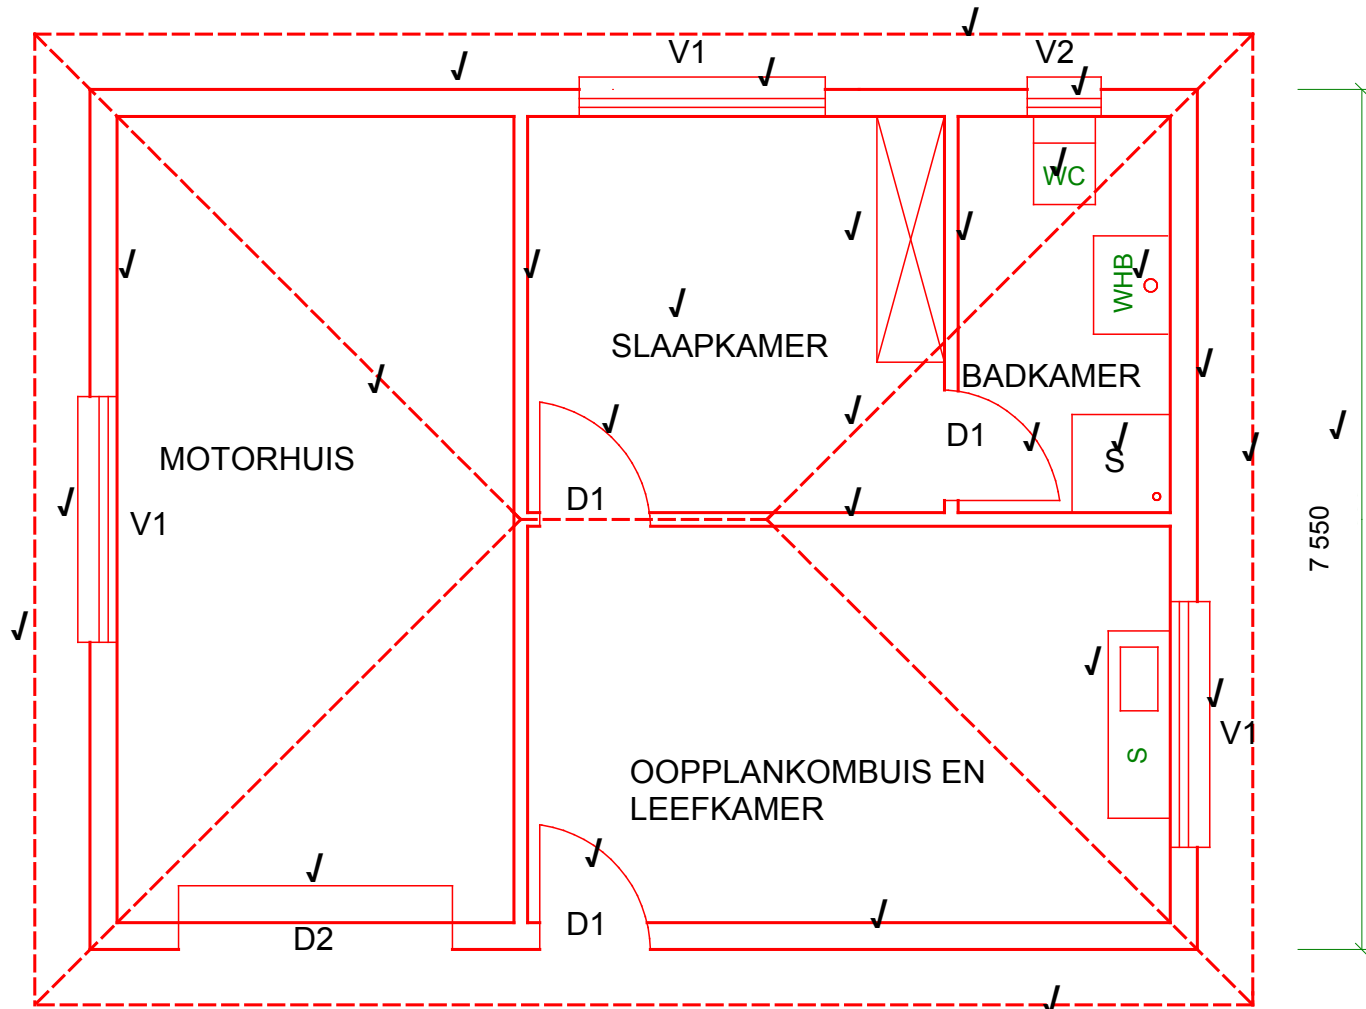 V1
V2
WC
WHB
SLAAPKAMER
BADKAMER
D1
S
MOTORHUIS
D1
V1
7 550
V1
S
OOPPLANKOMBUIS EN
LEEFKAMER
D1
D2